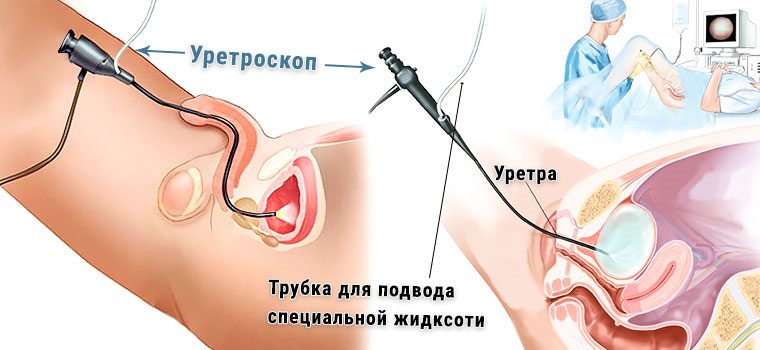 Уретроскоп
Уретра
Трубка для подвода
специальной жидксоти